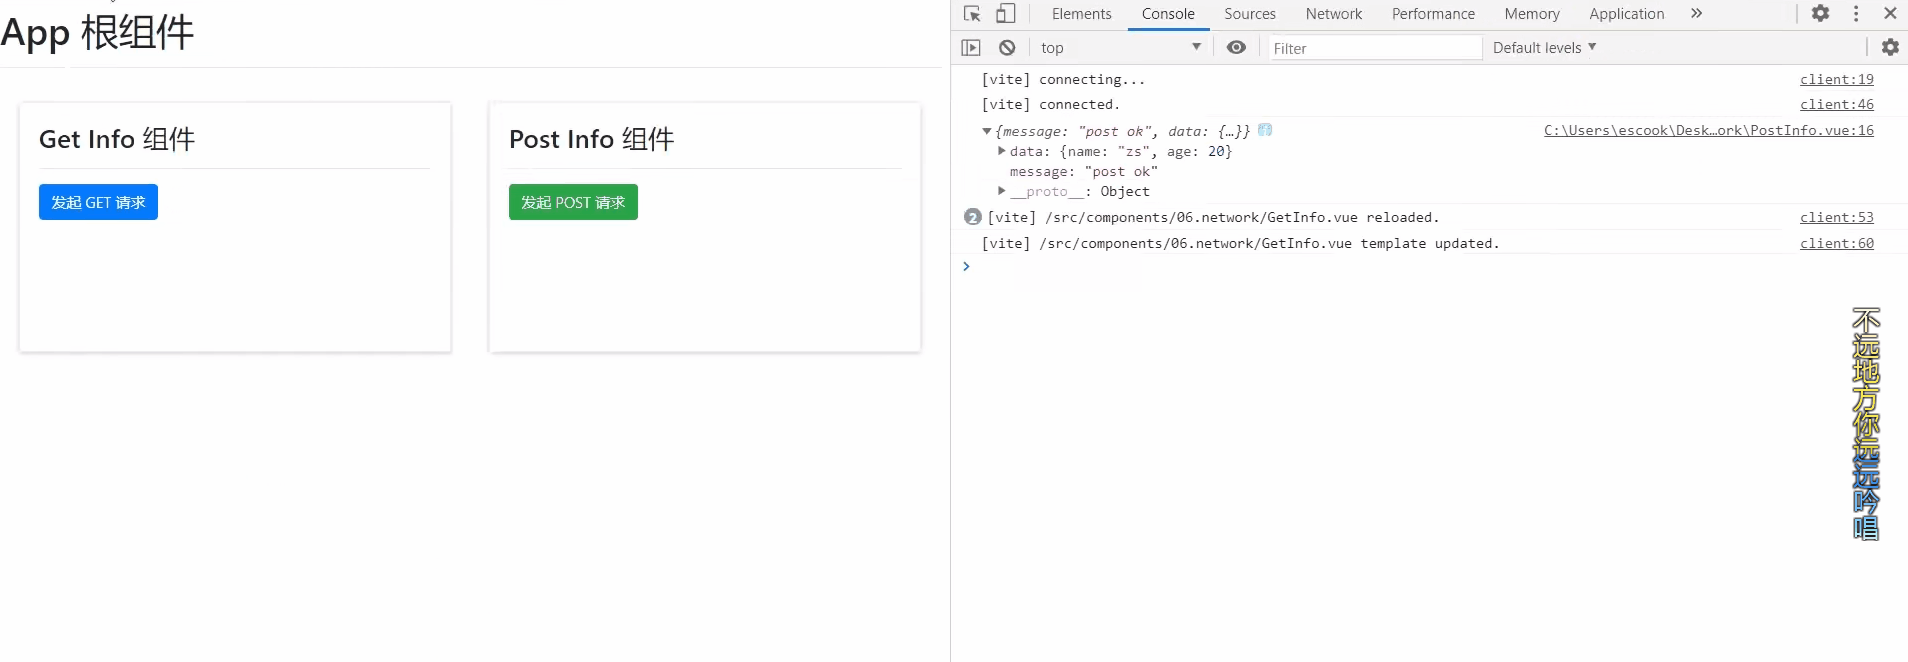 App 根组件
Get Info 组件
发起 GET 请求
Post Info 组件
发起 POST 请求
Elements Console Sources Network Performance Memory Application »
top Filter Default levels
[vite] connecting... client:19
[vite] connected. client:46
{message: "post ok", data: {…}} C:\Users\escook\Desk…ork\PostInfo.vue:16
data: {name: "zs", age: 20}
message: "post ok"
__proto__: Object
2 [vite] /src/components/06.network/GetInfo.vue reloaded. client:53
[vite] /src/components/06.network/GetInfo.vue template updated. client:60
不远地方你远远吟唱